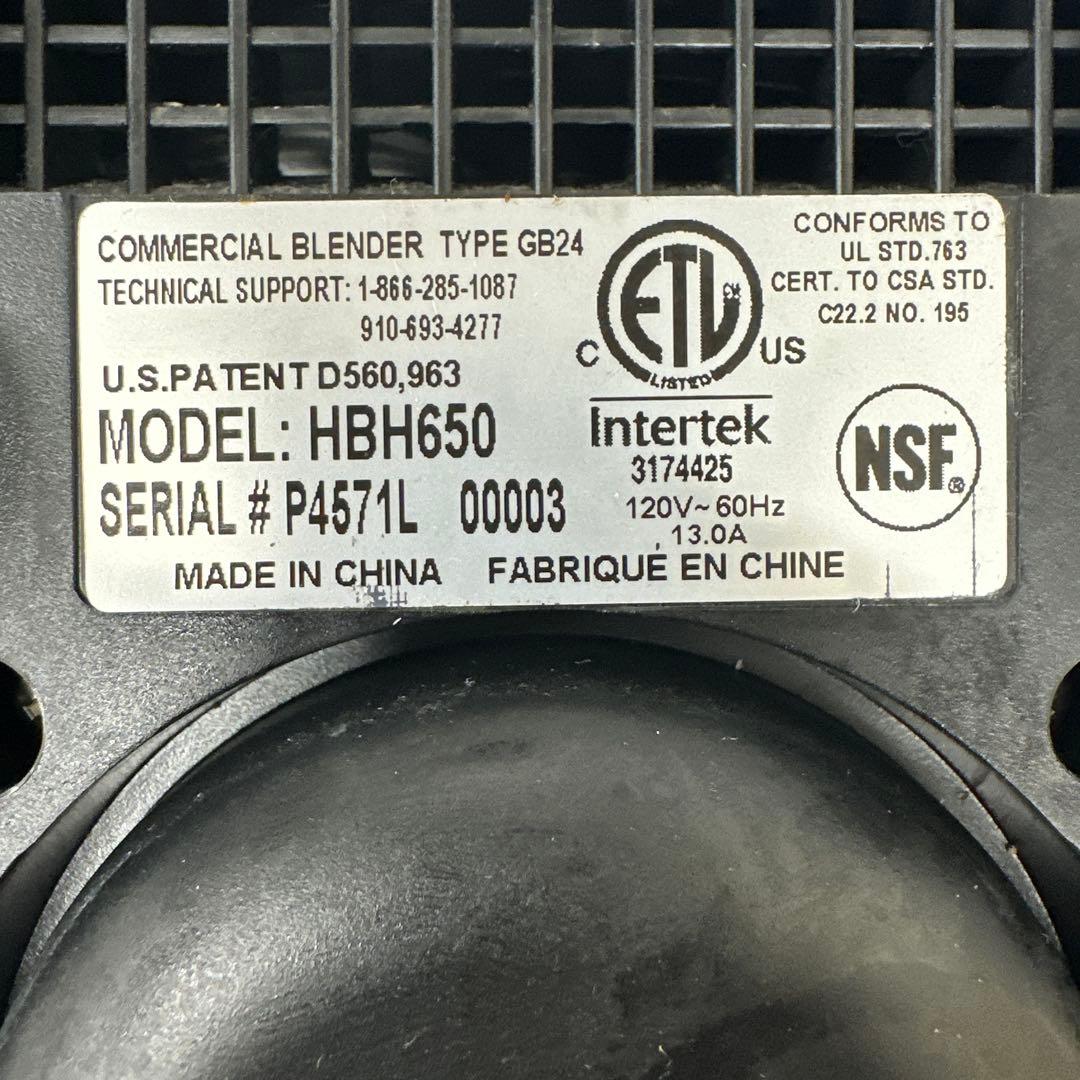 COMMERCIAL BLENDER TYPE GB24
TECHNICAL SUPPORT: 1-866-285-1087
910-693-4277
U.S.PATENT D560,963
MODEL: HBH650
SERIAL # P4571L 00003
MADE IN CHINA FABRIQUÉ EN CHINE
ETL CM
LISTED
C US
Intertek
3174425
120V~60Hz
13.0A
CONFORMS TO
UL STD.763
CERT. TO CSA STD.
C22.2 NO. 195
NSF®